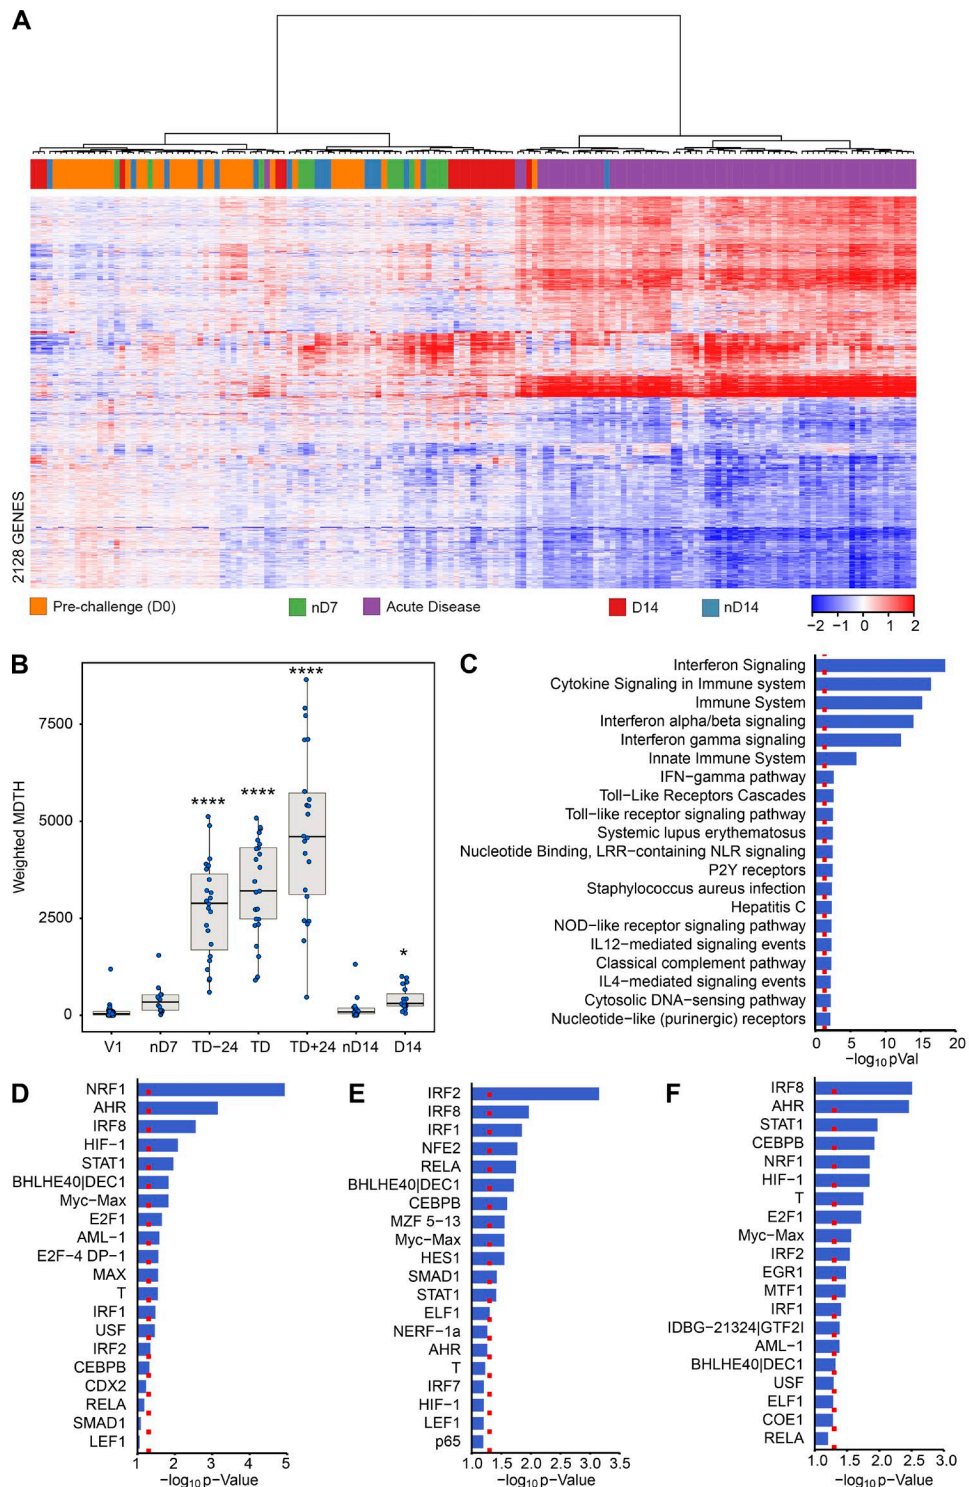 A
2128 GENES
Pre-challenge (D0)
nD7
Acute Disease
D14
nD14
−2 −1 0 1 2
B
****
****
****
*
Weighted MDTH
7500
5000
2500
0
V1 nD7 TD−24 TD TD+24 nD14 D14
C
Interferon Signaling
Cytokine Signaling in Immune system
Immune System
Interferon alpha/beta signaling
Interferon gamma signaling
Innate Immune System
IFN−gamma pathway
Toll−Like Receptors Cascades
Toll−like receptor signaling pathway
Systemic lupus erythematosus
Nucleotide Binding, LRR−containing NLR signaling
P2Y receptors
Staphylococcus aureus infection
Hepatitis C
NOD−like receptor signaling pathway
IL12−mediated signaling events
Classical complement pathway
IL4−mediated signaling events
Cytosolic DNA−sensing pathway
Nucleotide−like (purinergic) receptors
0 5 10 15 20
−log10 pVal
D
NRF1
AHR
IRF8
HIF−1
STAT1
BHLHE40|DEC1
Myc−Max
E2F1
AML−1
E2F−4 DP−1
MAX
T
IRF1
USF
IRF2
CEBPB
CDX2
RELA
SMAD1
LEF1
1 2 3 4 5
−log10 p−Value
E
IRF2
IRF8
IRF1
NFE2
RELA
BHLHE40|DEC1
CEBPB
MZF 5−13
Myc−Max
HES1
SMAD1
STAT1
ELF1
NERF−1a
AHR
T
IRF7
HIF−1
LEF1
p65
1.0 1.5 2.0 2.5 3.0 3.5
−log10 p−Value
F
IRF8
AHR
STAT1
CEBPB
NRF1
HIF−1
T
E2F1
Myc−Max
IRF2
EGR1
MTF1
IRF1
IDBG−21324|GTF2I
AML−1
BHLHE40|DEC1
USF
ELF1
COE1
RELA
1.0 1.5 2.0 2.5 3.0
−log10 p−Value